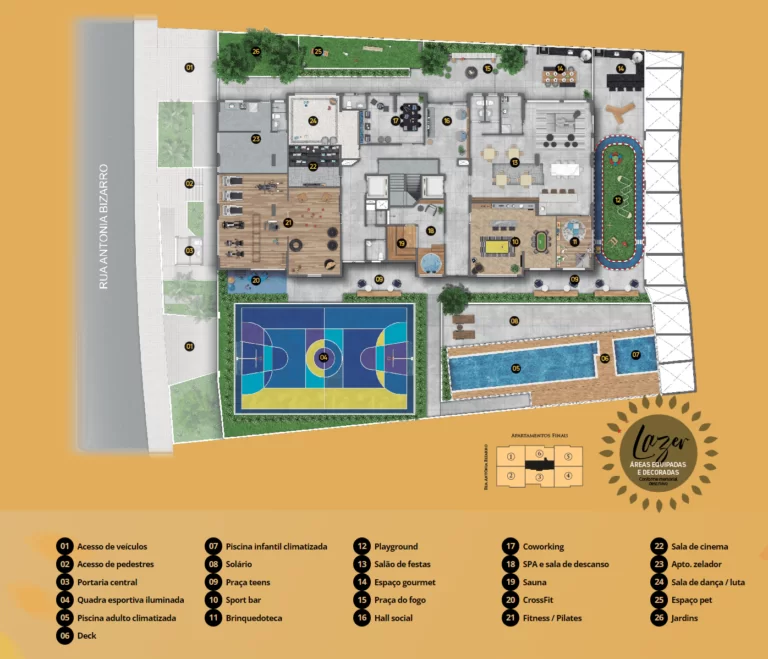 26
25
01
15
14
14
24
17
16
23
22
13
02
12
21
18
10
11
19
03
20
09
09
RUA ANTONIA BIZARRO
08
01
04
05
06
07
Lazer
ÁREAS EQUIPADAS
E DECORADAS
Conforme memorial
descritivo
APARTAMENTOS FINAL:
RUA ANTÔNIA BIZARRO
1 6 5
2 3 4
01 Acesso de veículos
02 Acesso de pedestres
03 Portaria central
04 Quadra esportiva iluminada
05 Piscina adulto climatizada
06 Deck
07 Piscina infantil climatizada
08 Solário
09 Praça teens
10 Sport bar
11 Brinquedoteca
12 Playground
13 Salão de festas
14 Espaço gourmet
15 Praça do fogo
16 Hall social
17 Coworking
18 SPA e sala de descanso
19 Sauna
20 CrossFit
21 Fitness / Pilates
22 Sala de cinema
23 Apto. zelador
24 Sala de dança / luta
25 Espaço pet
26 Jardins